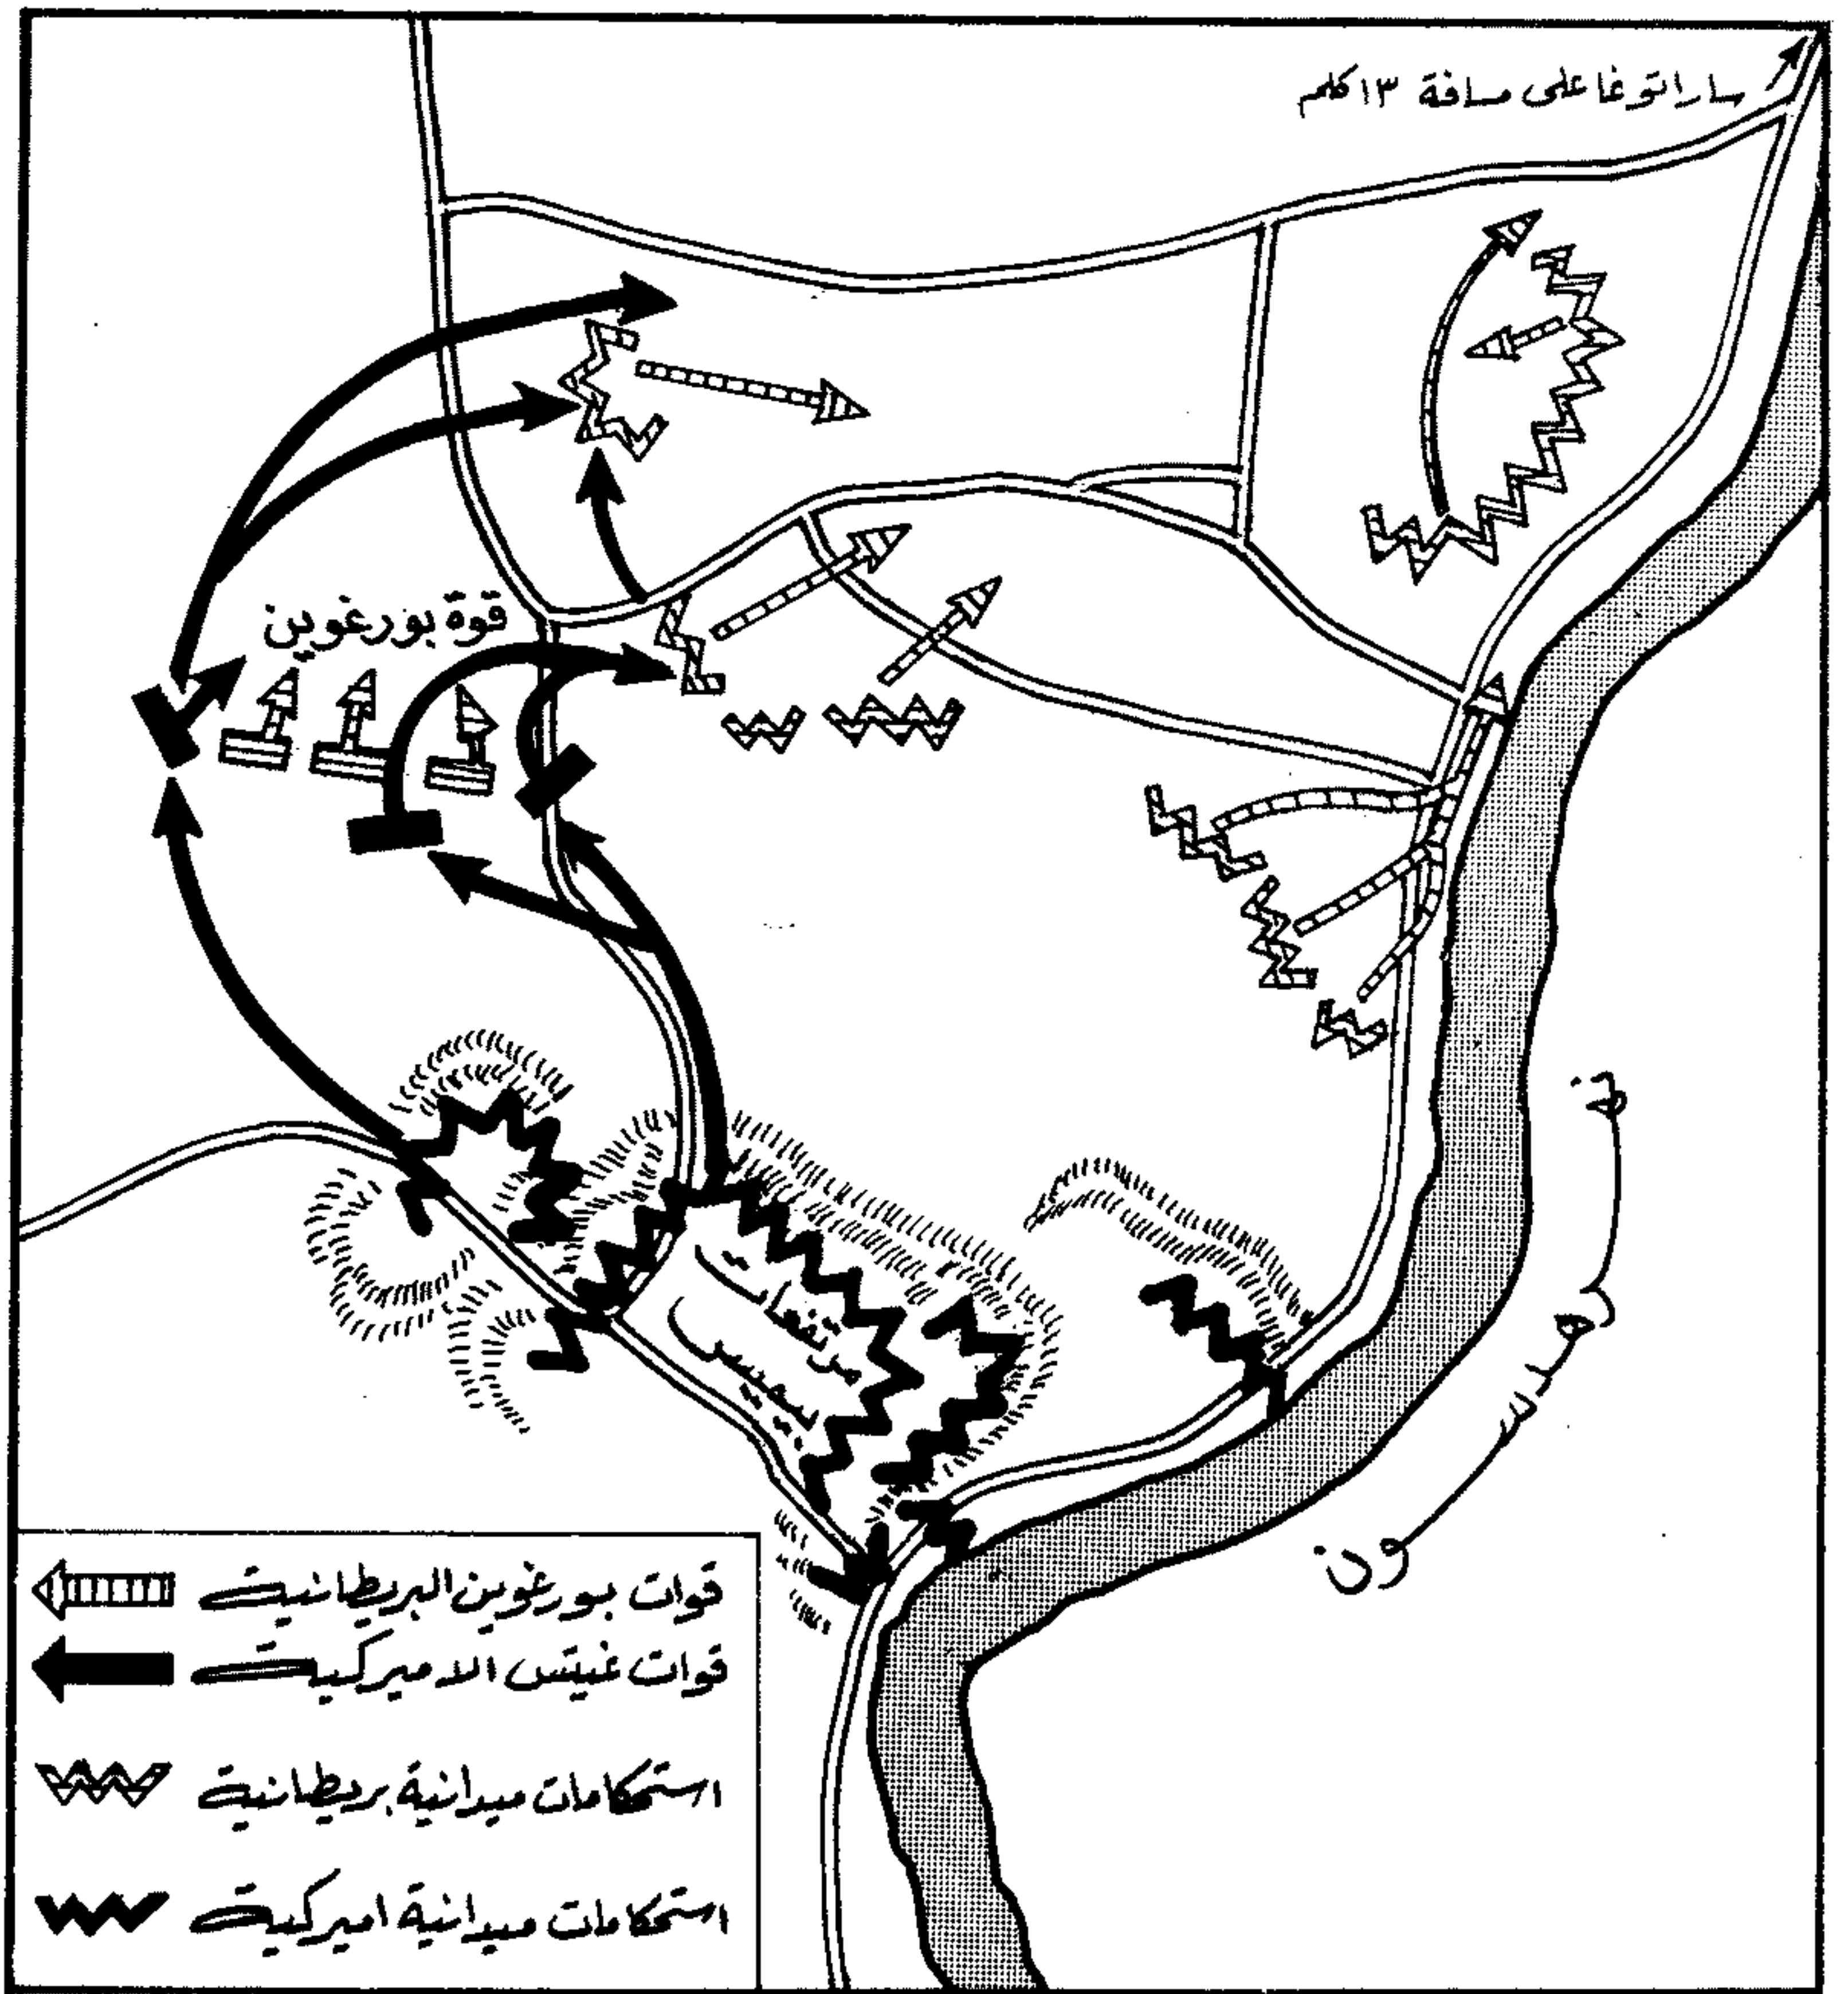 ساراتوغا على مسافة ١٣ كلم
قوة بورغوين
مرتفعات
بيميس
ن. هدسون
قوات بورغوين البريطانية
قوات غيتس الاميركية
استحكامات ميدانية بريطانية
استحكامات ميدانية اميركية